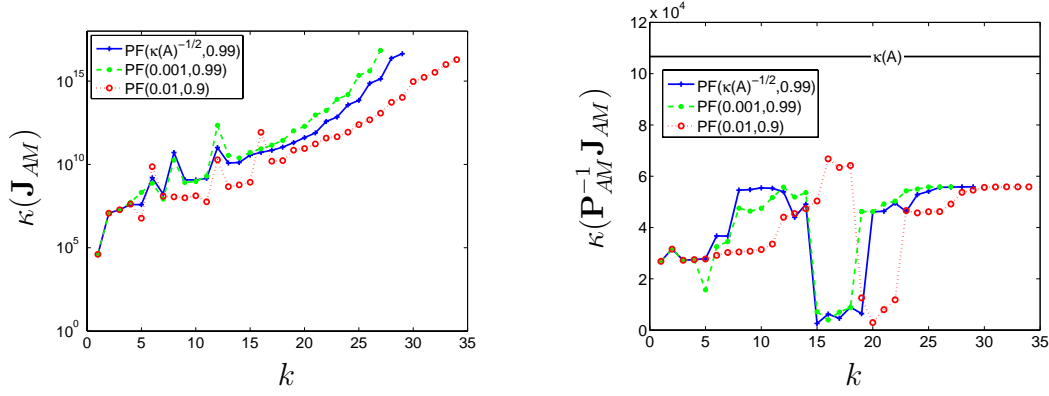 κ(J_AM)
10^15
10^10
10^5
10^0
PF(κ(A)^−1/2,0.99)
PF(0.001,0.99)
PF(0.01,0.9)
0 5 10 15 20 25 30 35
k
κ(P_AM^−1 J_AM)
x 10^4
12
10
8
6
4
2
0
κ(A)
PF(κ(A)^−1/2,0.99)
PF(0.001,0.99)
PF(0.01,0.9)
0 5 10 15 20 25 30 35
k